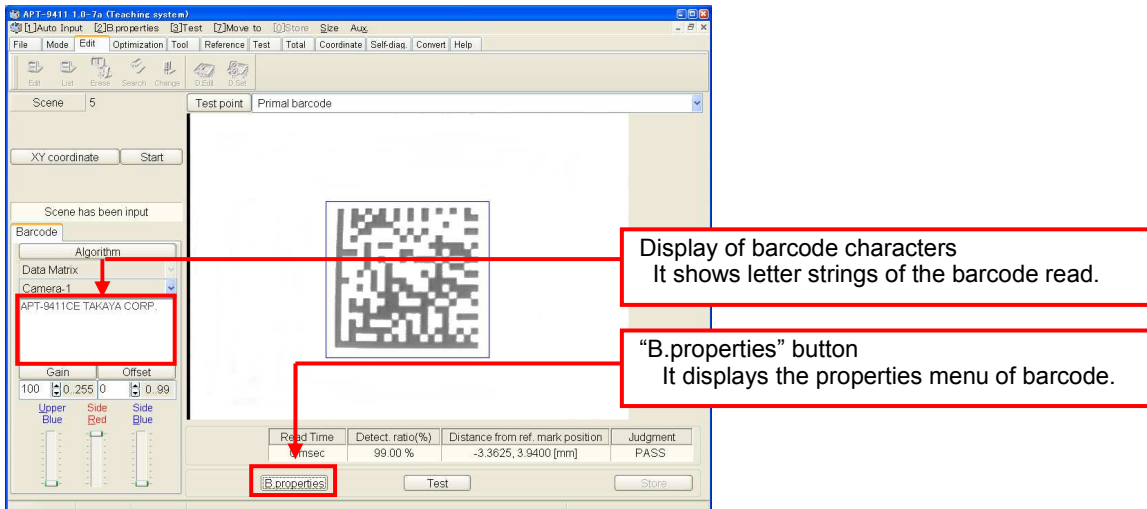 APT-9411 1.0-7a (Teaching system)
[1]Auto Input [2]B.properties [3]Test [7]Move to [0]Store Size Aux
File Mode Edit Optimization Tool Reference Test Total Coordinate Self-diag. Convert Help
Edit List Erase Search Change D.Edit D.Set
Scene 5 Test point Primal barcode
XY coordinate Start
Scene has been input
Barcode
Algorithm
Data Matrix
Camera-1
APT-9411CE TAKAYA CORP.
Gain Offset
100 0..255 0 0..99
Upper Side Side
Blue Red Blue
Display of barcode characters
It shows letter strings of the barcode read.
“B.properties” button
It displays the properties menu of barcode.
Read Time Detect. ratio(%) Distance from ref. mark position Judgment
msec 99.00 % -3.3625, 3.9400 [mm] PASS
B.properties Test Store